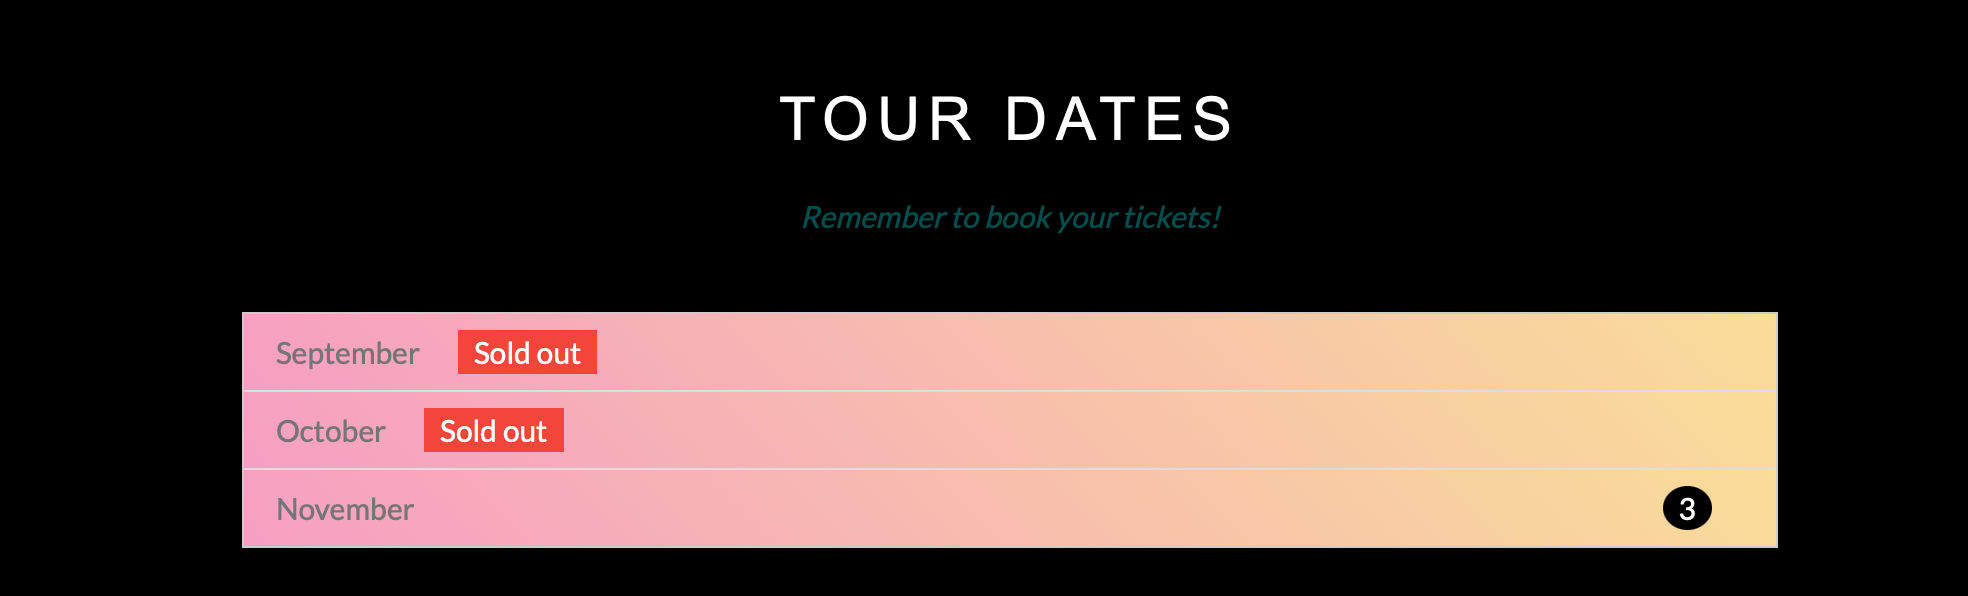 TOUR DATES
Remember to book your tickets!
September Sold out
October Sold out
November 3